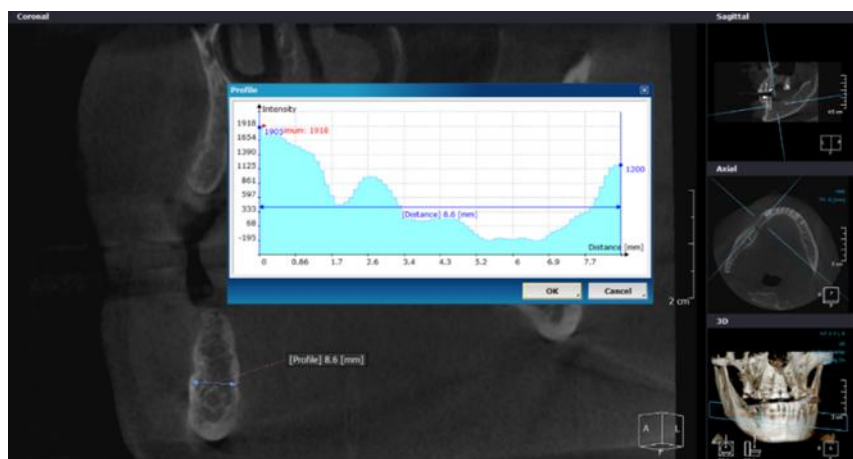 Coronal
Sagittal
Profile
Intensity
1918
1905
imum: 1918
1654
1390
1125
861
597
333
68
-195
1200
[Distance] 8.6 [mm]
Distance [mm]
0 0.86 1.7 2.6 3.4 4.3 5.2 6 6.9 7.7
OK
Cancel
Axial
2 cm
3D
[Profile] 8.6 [mm]
A L